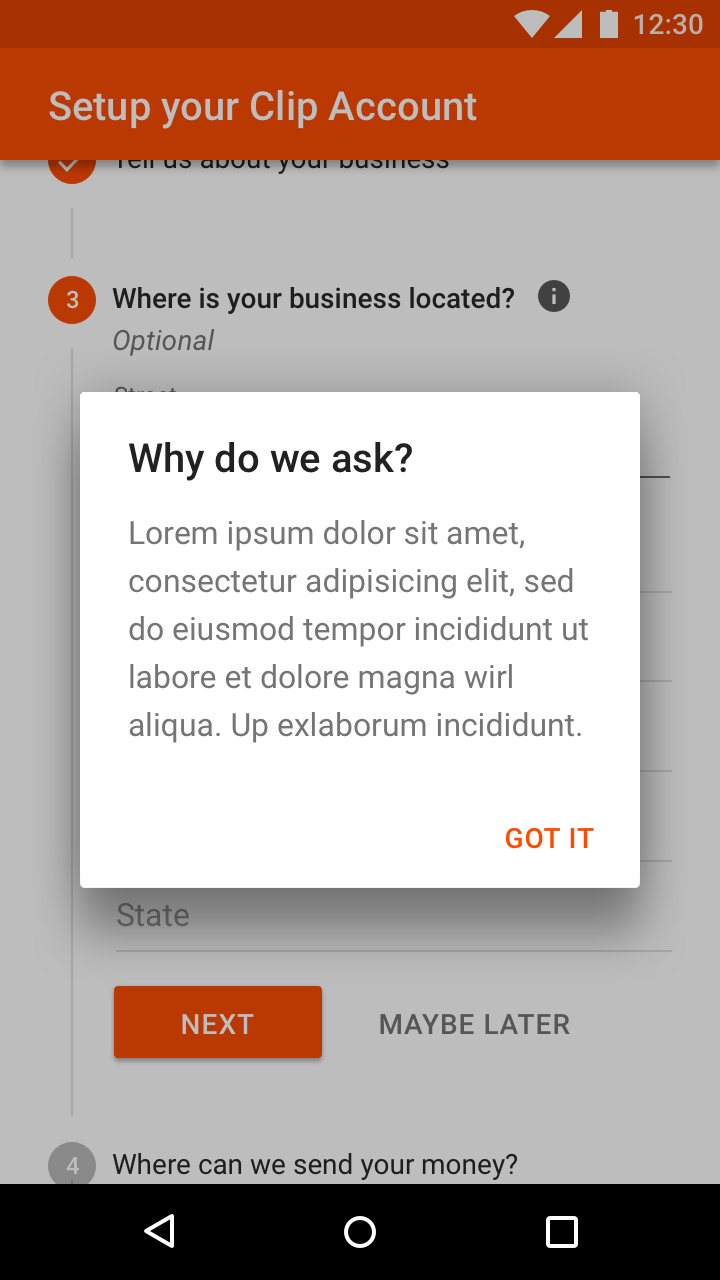 12:30
Setup your Clip Account
Tell us about your business
3
Where is your business located?
Optional
Street
Why do we ask?
Lorem ipsum dolor sit amet,
consectetur adipisicing elit, sed
do eiusmod tempor incididunt ut
labore et dolore magna wirl
aliqua. Up exlaborum incididunt.
GOT IT
State
NEXT
MAYBE LATER
4
Where can we send your money?